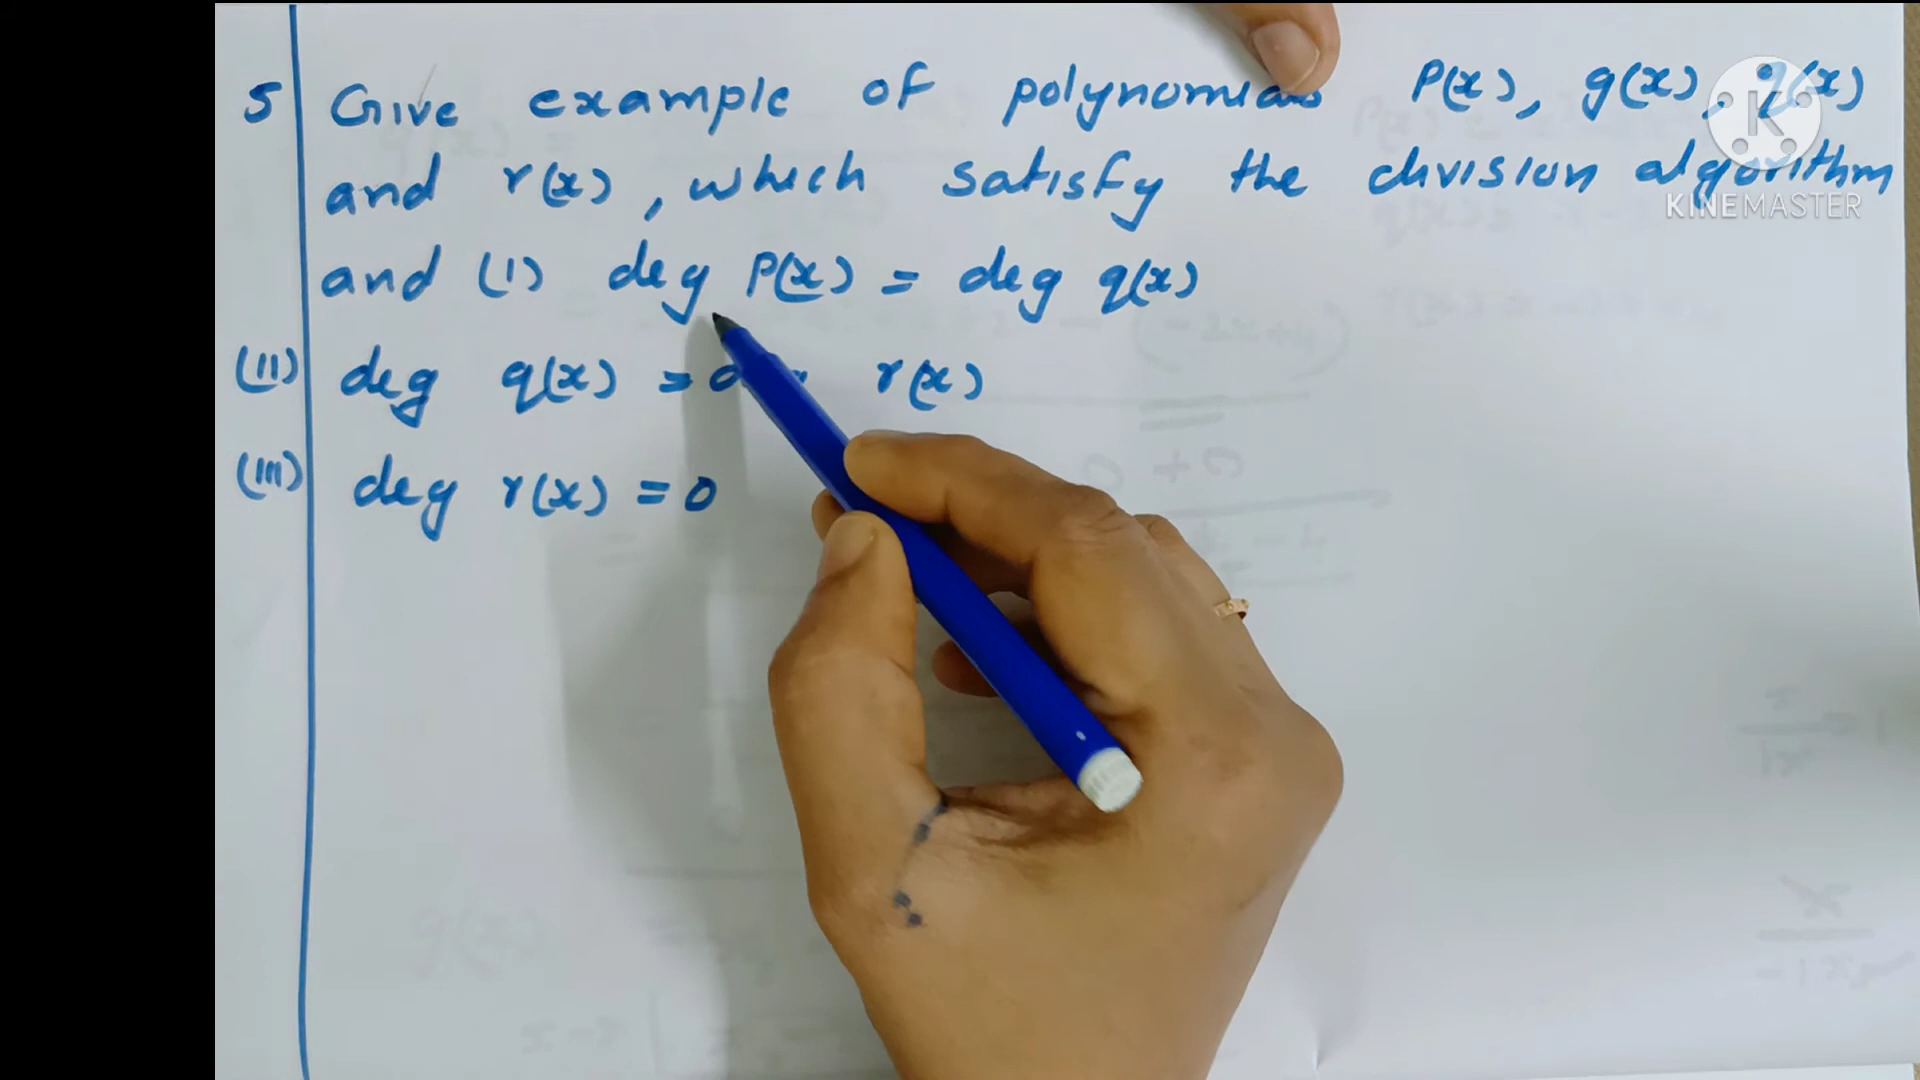 5 Give example of polynomials P(x), g(x), q(x)
and r(x), which satisfy the division algorithm
KINEMASTER
and (I) deg P(x) = deg q(x)
(II) deg q(x) = r(x)
(III) deg r(x) = 0